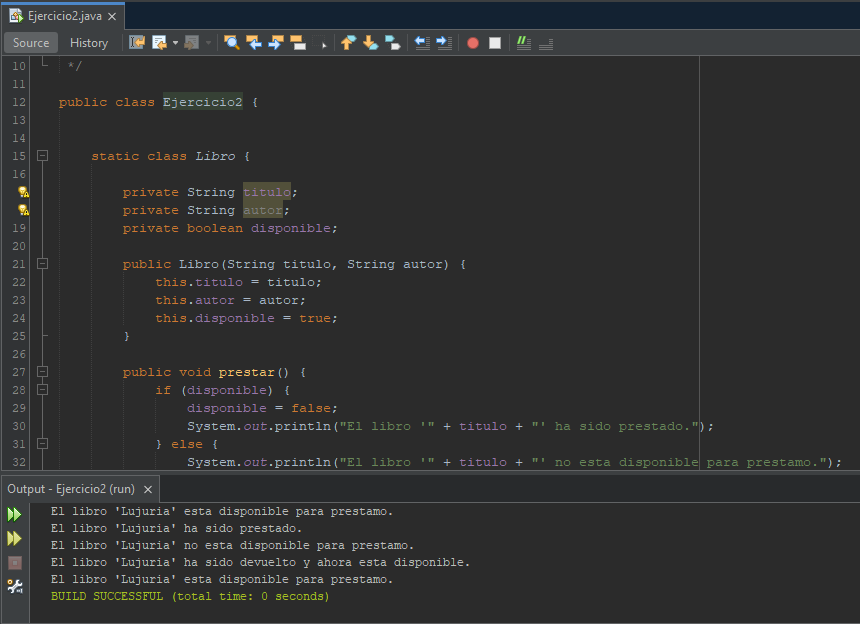 Ejercicio2.java
Source History
10 */
11
12 public class Ejercicio2 {
13
14
15 static class Libro {
16
private String titulo;
private String autor;
19 private boolean disponible;
20
21 public Libro(String titulo, String autor) {
22 this.titulo = titulo;
23 this.autor = autor;
24 this.disponible = true;
25 }
26
27 public void prestar() {
28 if (disponible) {
29 disponible = false;
30 System.out.println("El libro '" + titulo + "' ha sido prestado.");
31 } else {
32 System.out.println("El libro '" + titulo + "' no esta disponible para prestamo.");
Output - Ejercicio2 (run)
El libro 'Lujuria' esta disponible para prestamo.
El libro 'Lujuria' ha sido prestado.
El libro 'Lujuria' no esta disponible para prestamo.
El libro 'Lujuria' ha sido devuelto y ahora esta disponible.
El libro 'Lujuria' esta disponible para prestamo.
BUILD SUCCESSFUL (total time: 0 seconds)